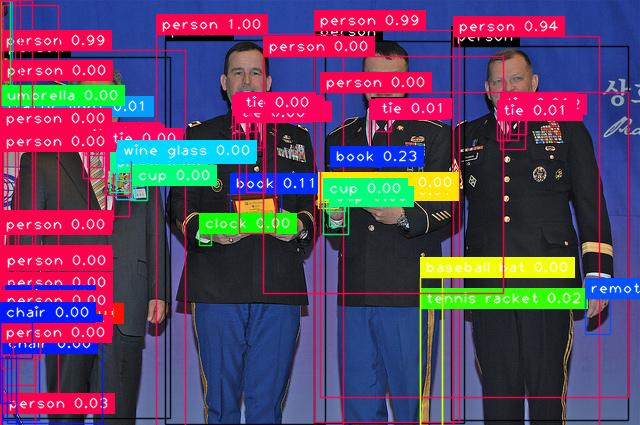 person 1.00
person 0.99
person 0.94
person
person 0.99
person 0.00
person 0.00
person 0.00
umbrella 0.00
0.01
tie 0.00
tie 0.01
tie 0.01
상
person 0.00
tie 0.00
person 0.00
wine glass 0.00
book 0.23
cup 0.00
book 0.11
0.00
cup 0.00
person 0.00
clock 0.00
person 0.00
baseball bat 0.00
person 0.00
remot
person 0.00
tennis racket 0.02
chair 0.00
person 0.00
chair 0.00
person 0.03